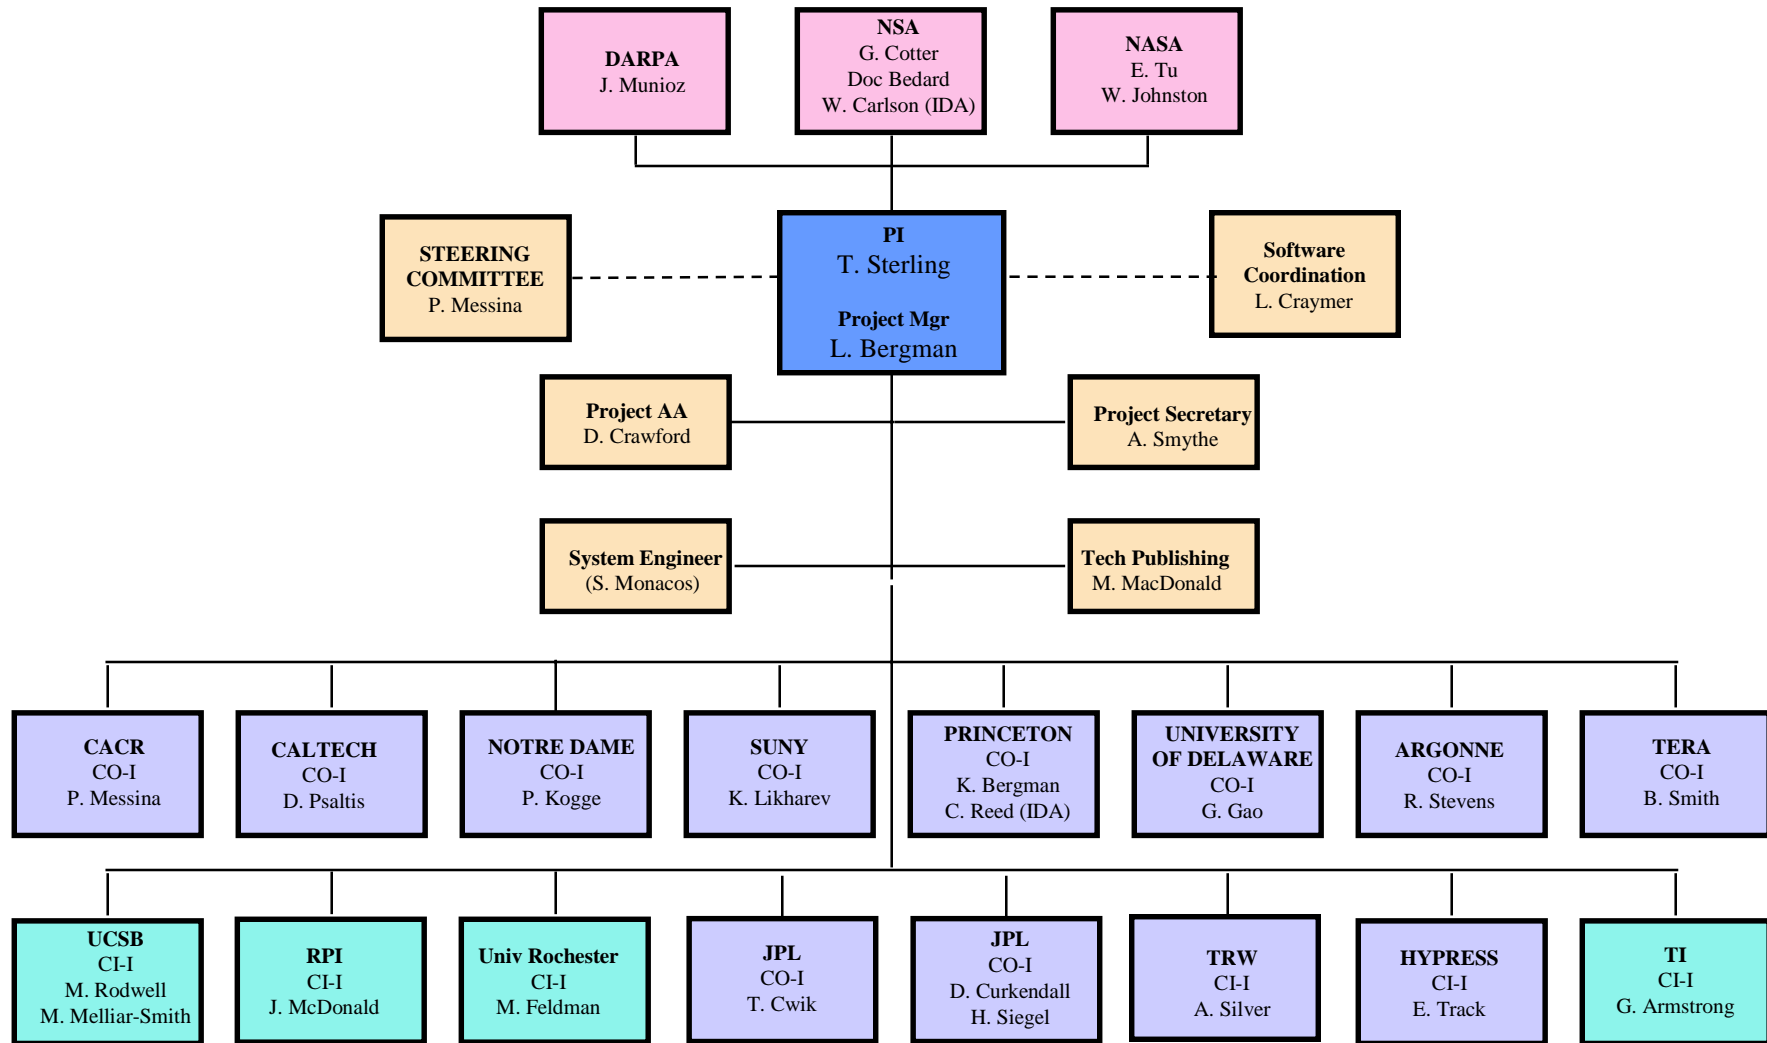 DARPA
J. Munioz
NSA
G. Cotter
Doc Bedard
W. Carlson (IDA)
NASA
E. Tu
W. Johnston
STEERING
COMMITTEE
P. Messina
PI
T. Sterling
Project Mgr
L. Bergman
Software
Coordination
L. Craymer
Project AA
D. Crawford
Project Secretary
A. Smythe
System Engineer
(S. Monacos)
Tech Publishing
M. MacDonald
CACR
CO-I
P. Messina
CALTECH
CO-I
D. Psaltis
NOTRE DAME
CO-I
P. Kogge
SUNY
CO-I
K. Likharev
PRINCETON
CO-I
K. Bergman
C. Reed (IDA)
UNIVERSITY
OF DELAWARE
CO-I
G. Gao
ARGONNE
CO-I
R. Stevens
TERA
CO-I
B. Smith
UCSB
CI-I
M. Rodwell
M. Melliar-Smith
RPI
CI-I
J. McDonald
Univ Rochester
CI-I
M. Feldman
JPL
CO-I
T. Cwik
JPL
CO-I
D. Curkendall
H. Siegel
TRW
CI-I
A. Silver
HYPRESS
CI-I
E. Track
TI
CI-I
G. Armstrong